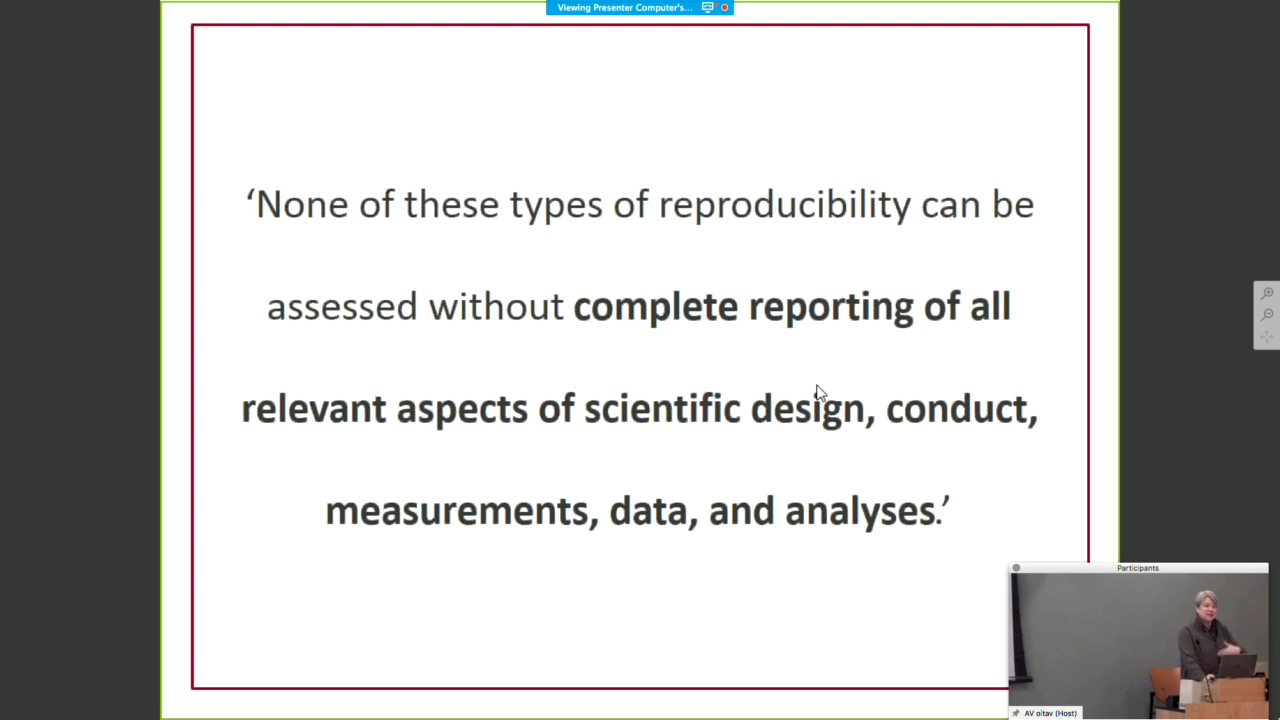 Viewing Presenter Computer's...
‘None of these types of reproducibility can be
assessed without complete reporting of all
relevant aspects of scientific design, conduct,
measurements, data, and analyses.’
Participants
AV oitav (Host)